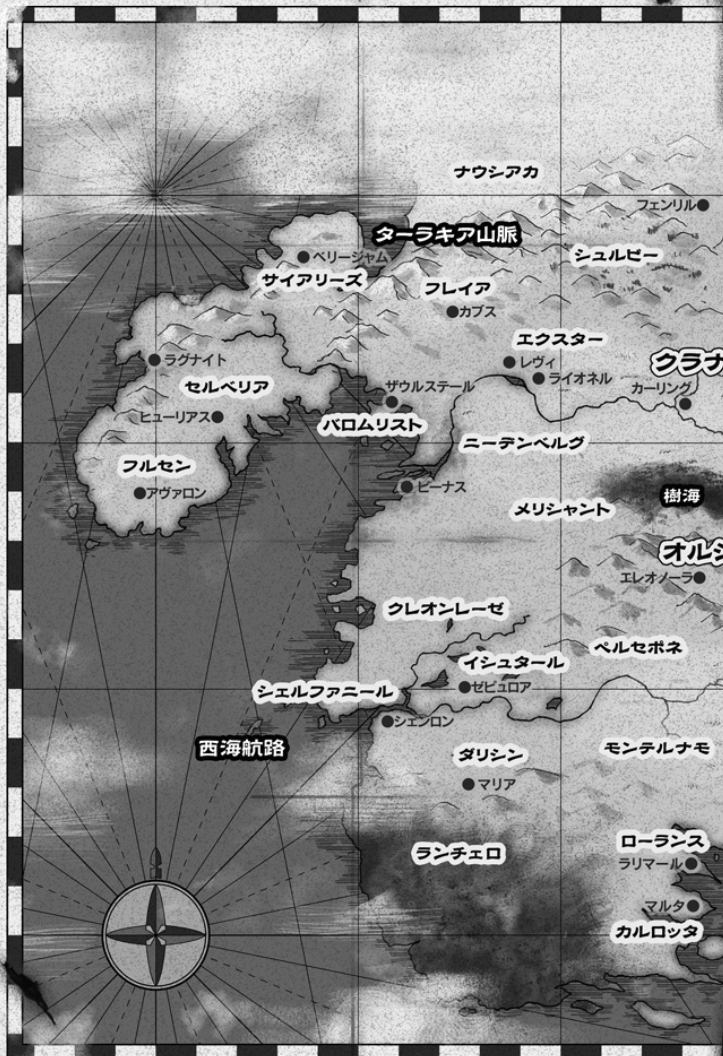 ナウシアカ
フェンリル
ターラキア山脈
ベリージャム
シュルピー
サイアリーズ
フレイア
カプス
エクスター
ラグナイト
レヴィ
クラナ
ライオネル
セルベリア
ザウルステール
カーリング
ヒューリアス
バロムリスト
ニーデンベルグ
フルセン
ピーナス
アヴァロン
樹海
メリシャント
オルシ
エレオノーラ
クレオンレーゼ
ペルセポネ
イシュタール
シェルファニール
ゼピュロア
シェンロン
西海航路
ダリシン
モンテルナモ
マリア
ローランス
ランチェロ
ラリマール
マルタ
カルロッタ